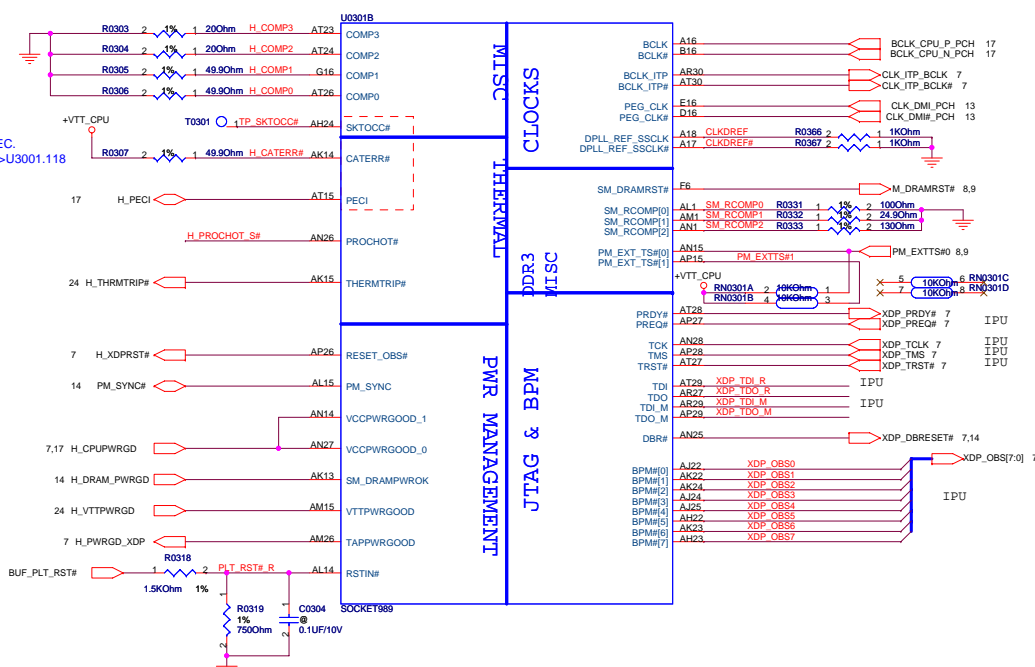 U0301B
R0303 2 1% 1 20Ohm H_COMP3 AT23 COMP3
R0304 2 1% 1 20Ohm H_COMP2 AT24 COMP2
R0305 2 1% 1 49.9Ohm H_COMP1 G16 COMP1
R0306 2 1% 1 49.9Ohm H_COMP0 AT26 COMP0
T0301 1 TP_SKTOCC# AH24 SKTOCC#
+VTT_CPU
EC.
>U3001.118
R0307 2 1% 1 49.9Ohm H_CATERR# AK14 CATERR#
17 H_PECI AT15 PECI
H_PROCHOT_S# AN26 PROCHOT#
24 H_THRMTRIP# AK15 THERMTRIP#
7 H_XDPRST# AP26 RESET_OBS#
14 PM_SYNC# AL15 PM_SYNC
AN14 VCCPWRGOOD_1
7,17 H_CPUPWRGD AN27 VCCPWRGOOD_0
14 H_DRAM_PWRGD AK13 SM_DRAMPWROK
24 H_VTTPWRGD AM15 VTTPWRGOOD
7 H_PWRGD_XDP AM26 TAPPWRGOOD
R0318
BUF_PLT_RST# 1 2 PLT_RST#_R AL14 RSTIN#
1.5KOhm 1%
SOCKET989
1 R0319 1% 750Ohm 2
1 C0304 @ 0.1UF/10V 2
MISC
THERMAL
PWR MANAGEMENT
CLOCKS
DDR3
MISC
JTAG & BPM
BCLK A16 BCLK_CPU_P_PCH 17
BCLK# B16 BCLK_CPU_N_PCH 17
BCLK_ITP AR30 CLK_ITP_BCLK 7
BCLK_ITP# AT30 CLK_ITP_BCLK# 7
PEG_CLK E16 CLK_DMI_PCH 13
PEG_CLK# D16 CLK_DMI#_PCH 13
DPLL_REF_SSCLK A18 CLKDREF R0366 2 1 1KOhm
DPLL_REF_SSCLK# A17 CLKDREF# R0367 2 1 1KOhm
SM_DRAMRST# F6 M_DRAMRST# 8,9
SM_RCOMP[0] AL1 SM_RCOMP0 R0331 1 1% 2 100Ohm
SM_RCOMP[1] AM1 SM_RCOMP1 R0332 1 1% 2 24.9Ohm
SM_RCOMP[2] AN1 SM_RCOMP2 R0333 1 1% 2 130Ohm
PM_EXT_TS#[0] AN15 PM_EXTTS#0 8,9
PM_EXT_TS#[1] AP15 PM_EXTTS#1
+VTT_CPU
RN0301A 2 10KOhm 1
RN0301B 4 10KOhm 3
5 10KOhm 6 RN0301C
7 10KOhm 8 RN0301D
PRDY# AT28 XDP_PRDY# 7
PREQ# AP27 XDP_PREQ# 7 IPU
TCK AN28 XDP_TCLK 7 IPU
TMS AP28 XDP_TMS 7 IPU
TRST# AT27 XDP_TRST# 7 IPU
TDI AT29 XDP_TDI_R IPU
TDO AR27 XDP_TDO_R
TDI_M AR29 XDP_TDI_M IPU
TDO_M AP29 XDP_TDO_M
DBR# AN25 XDP_DBRESET# 7,14
BPM#[0] AJ22 XDP_OBS0 XDP_OBS[7:0] 7
BPM#[1] AK22 XDP_OBS1
BPM#[2] AK24 XDP_OBS2
BPM#[3] AJ24 XDP_OBS3 IPU
BPM#[4] AJ25 XDP_OBS4
BPM#[5] AH22 XDP_OBS5
BPM#[6] AK23 XDP_OBS6
BPM#[7] AH23 XDP_OBS7